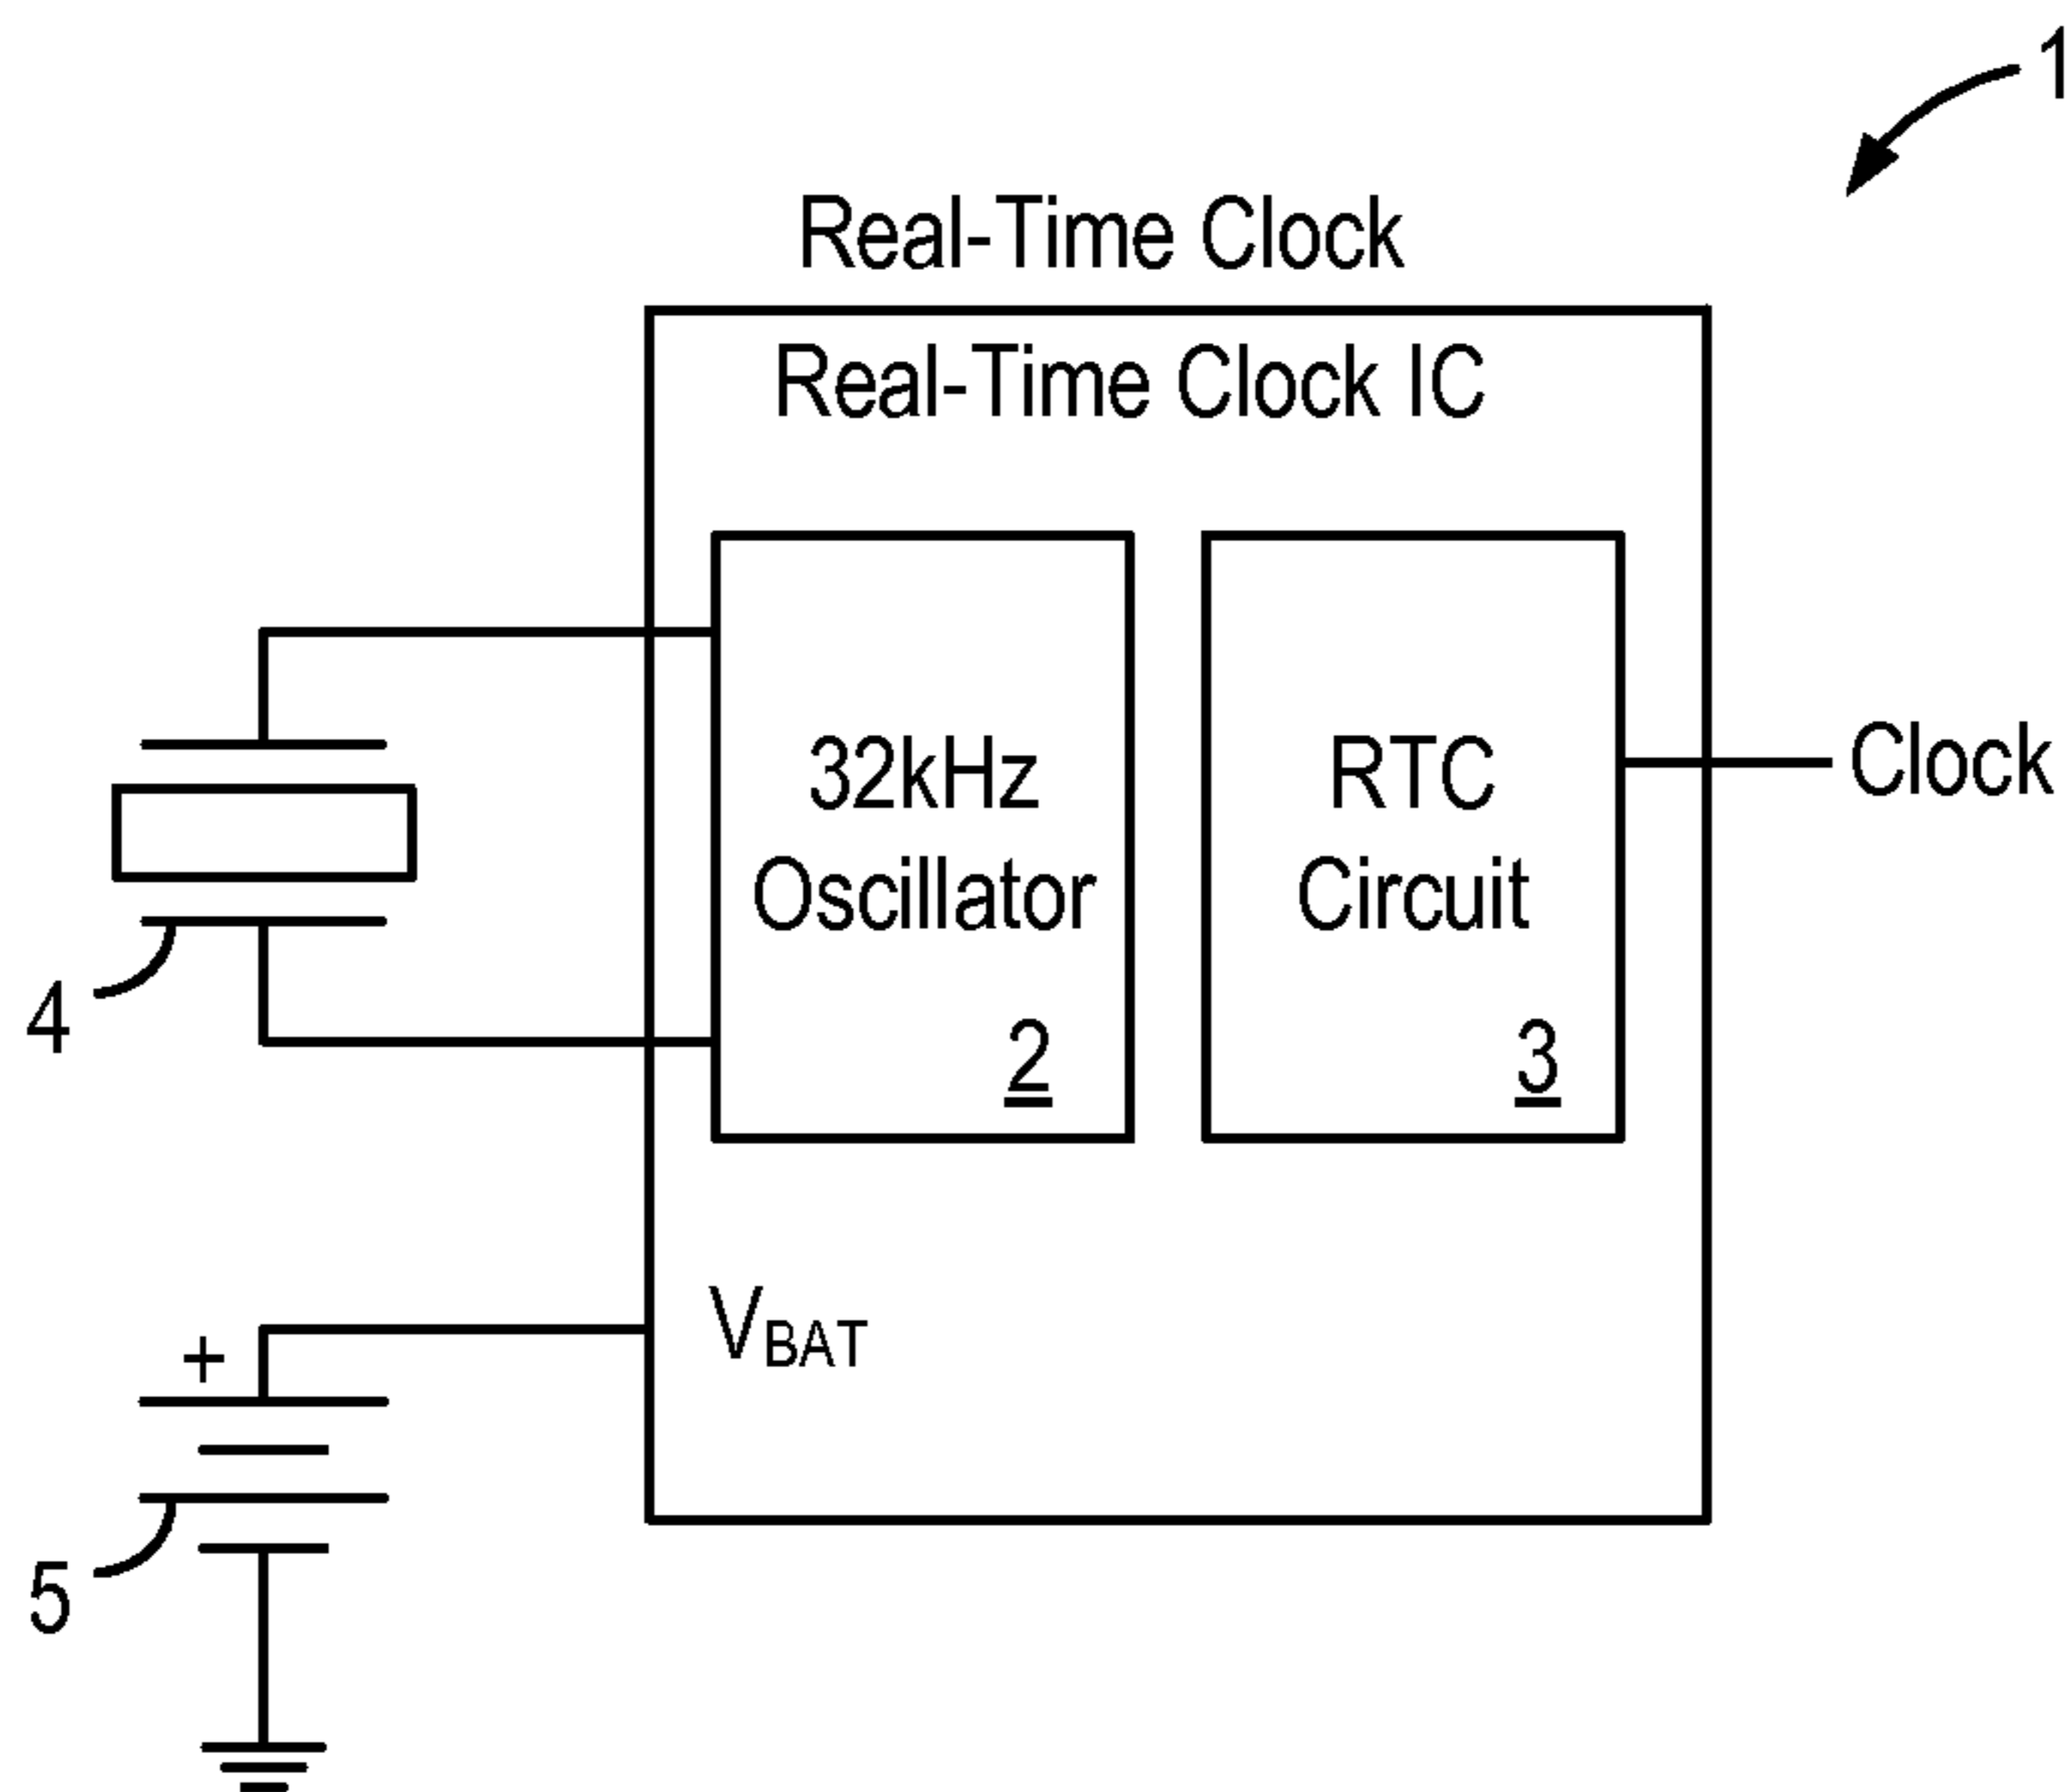 1
Real-Time Clock
Real-Time Clock IC
32kHz
Oscillator
2
RTC
Circuit
3
Clock
4
VBAT
+
5